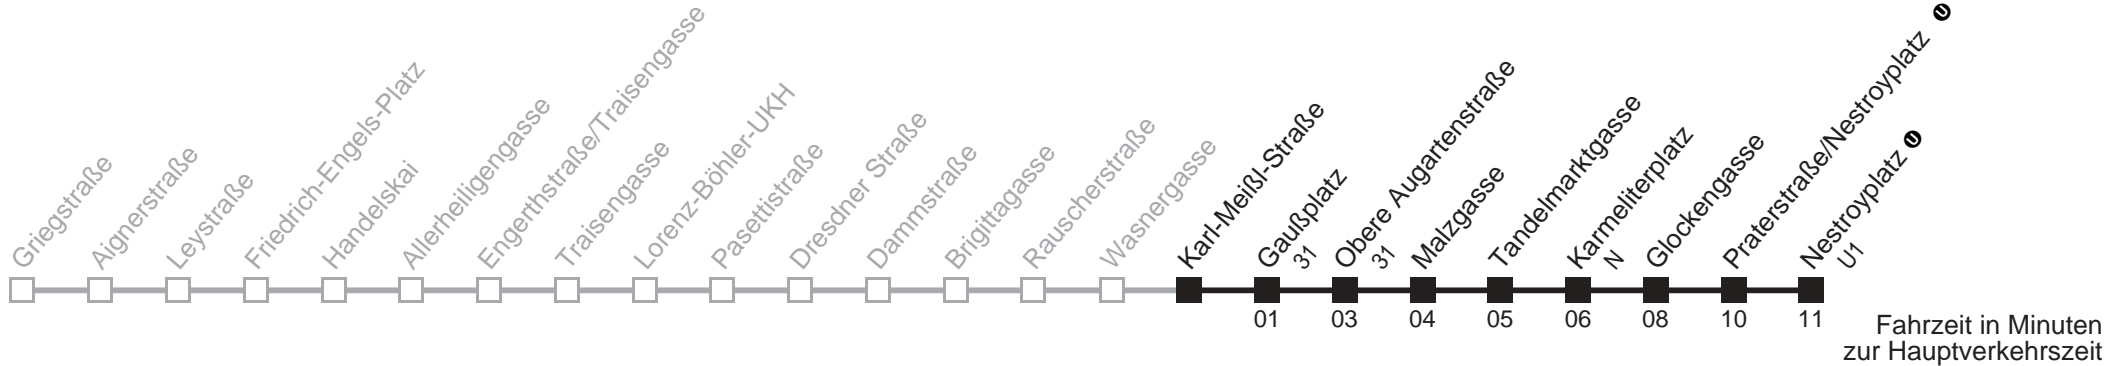 Griegstraße
Aignerstraße
Leystraße
Friedrich-Engels-Platz
Handelskai
Allerheiligengasse
Engerthstraße/Traisengasse
Traisengasse
Lorenz-Böhler-UKH
Pasettistraße
Dresdner Straße
Dammstraße
Brigittagasse
Rauscherstraße
Wasnergasse
Karl-Meißl-Straße
Gaußplatz
31
Obere Augartenstraße
31
Malzgasse
Tandelmarktgasse
Karmeliterplatz
N
Glockengasse
Praterstraße/Nestroyplatz U
Nestroyplatz U
U1
01 03 04 05 06 08 10 11
Fahrzeit in Minuten
zur Hauptverkehrszeit